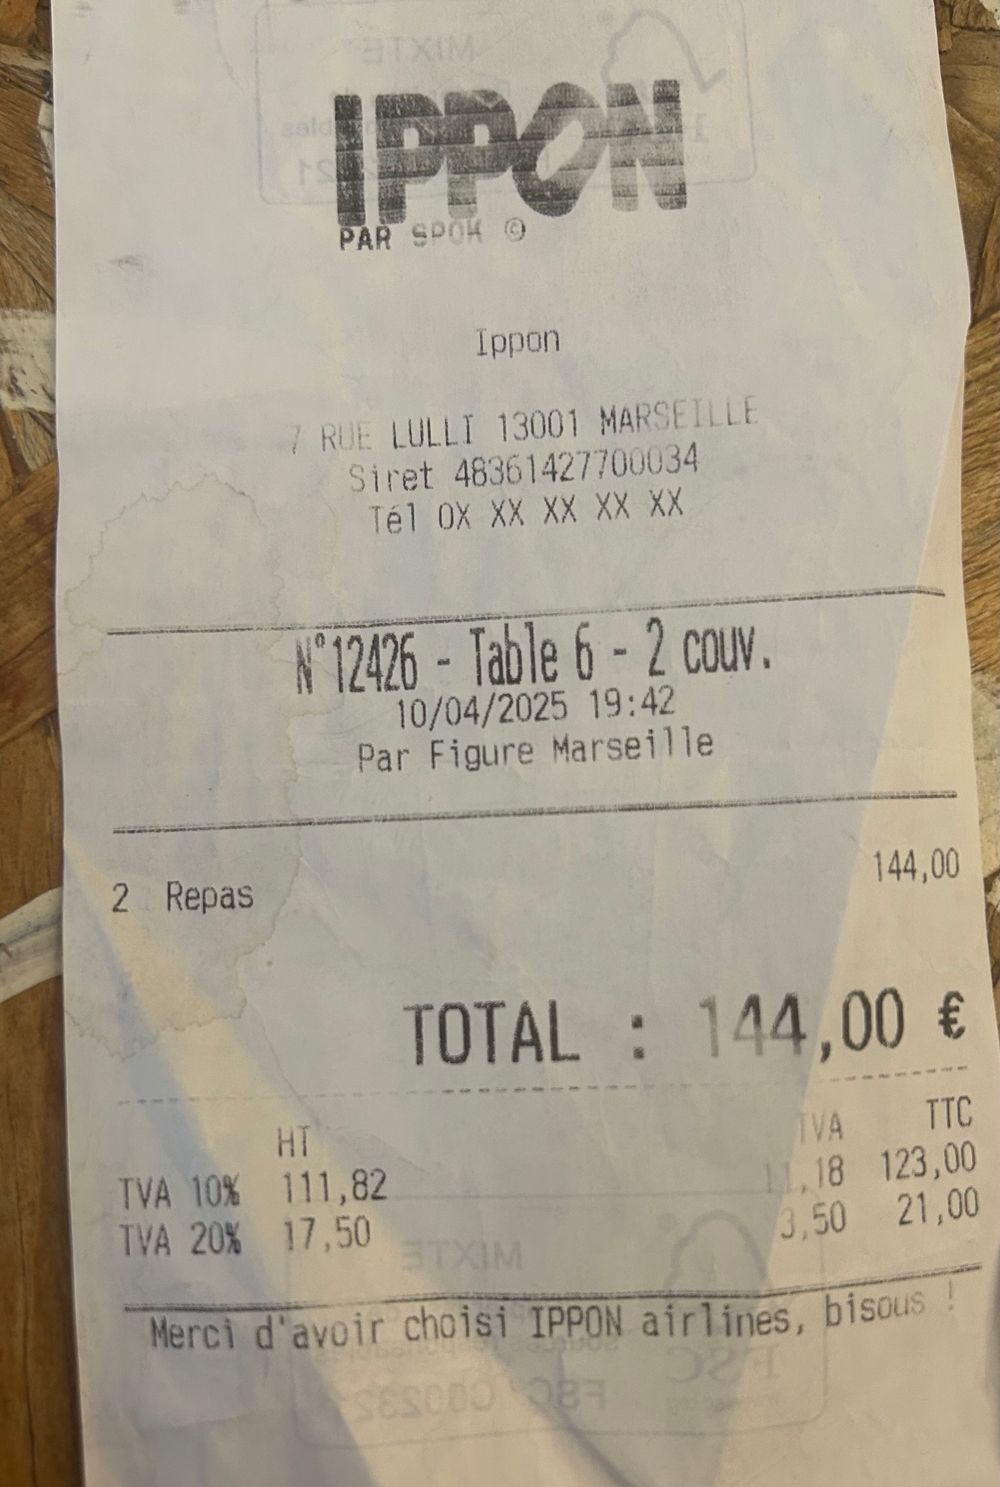 IPPON
PAR SPOK ©
Ippon
7 RUE LULLI 13001 MARSEILLE
Siret 48361427700034
Tél 0X XX XX XX XX
N°12426 - Table 6 - 2 couv.
10/04/2025 19:42
Par Figure Marseille
2 Repas 144,00
TOTAL : 144,00 €
HT TVA TTC
TVA 10% 111,82 11,18 123,00
TVA 20% 17,50 3,50 21,00
Merci d'avoir choisi IPPON airlines, bisous !
MIXTE
FSC